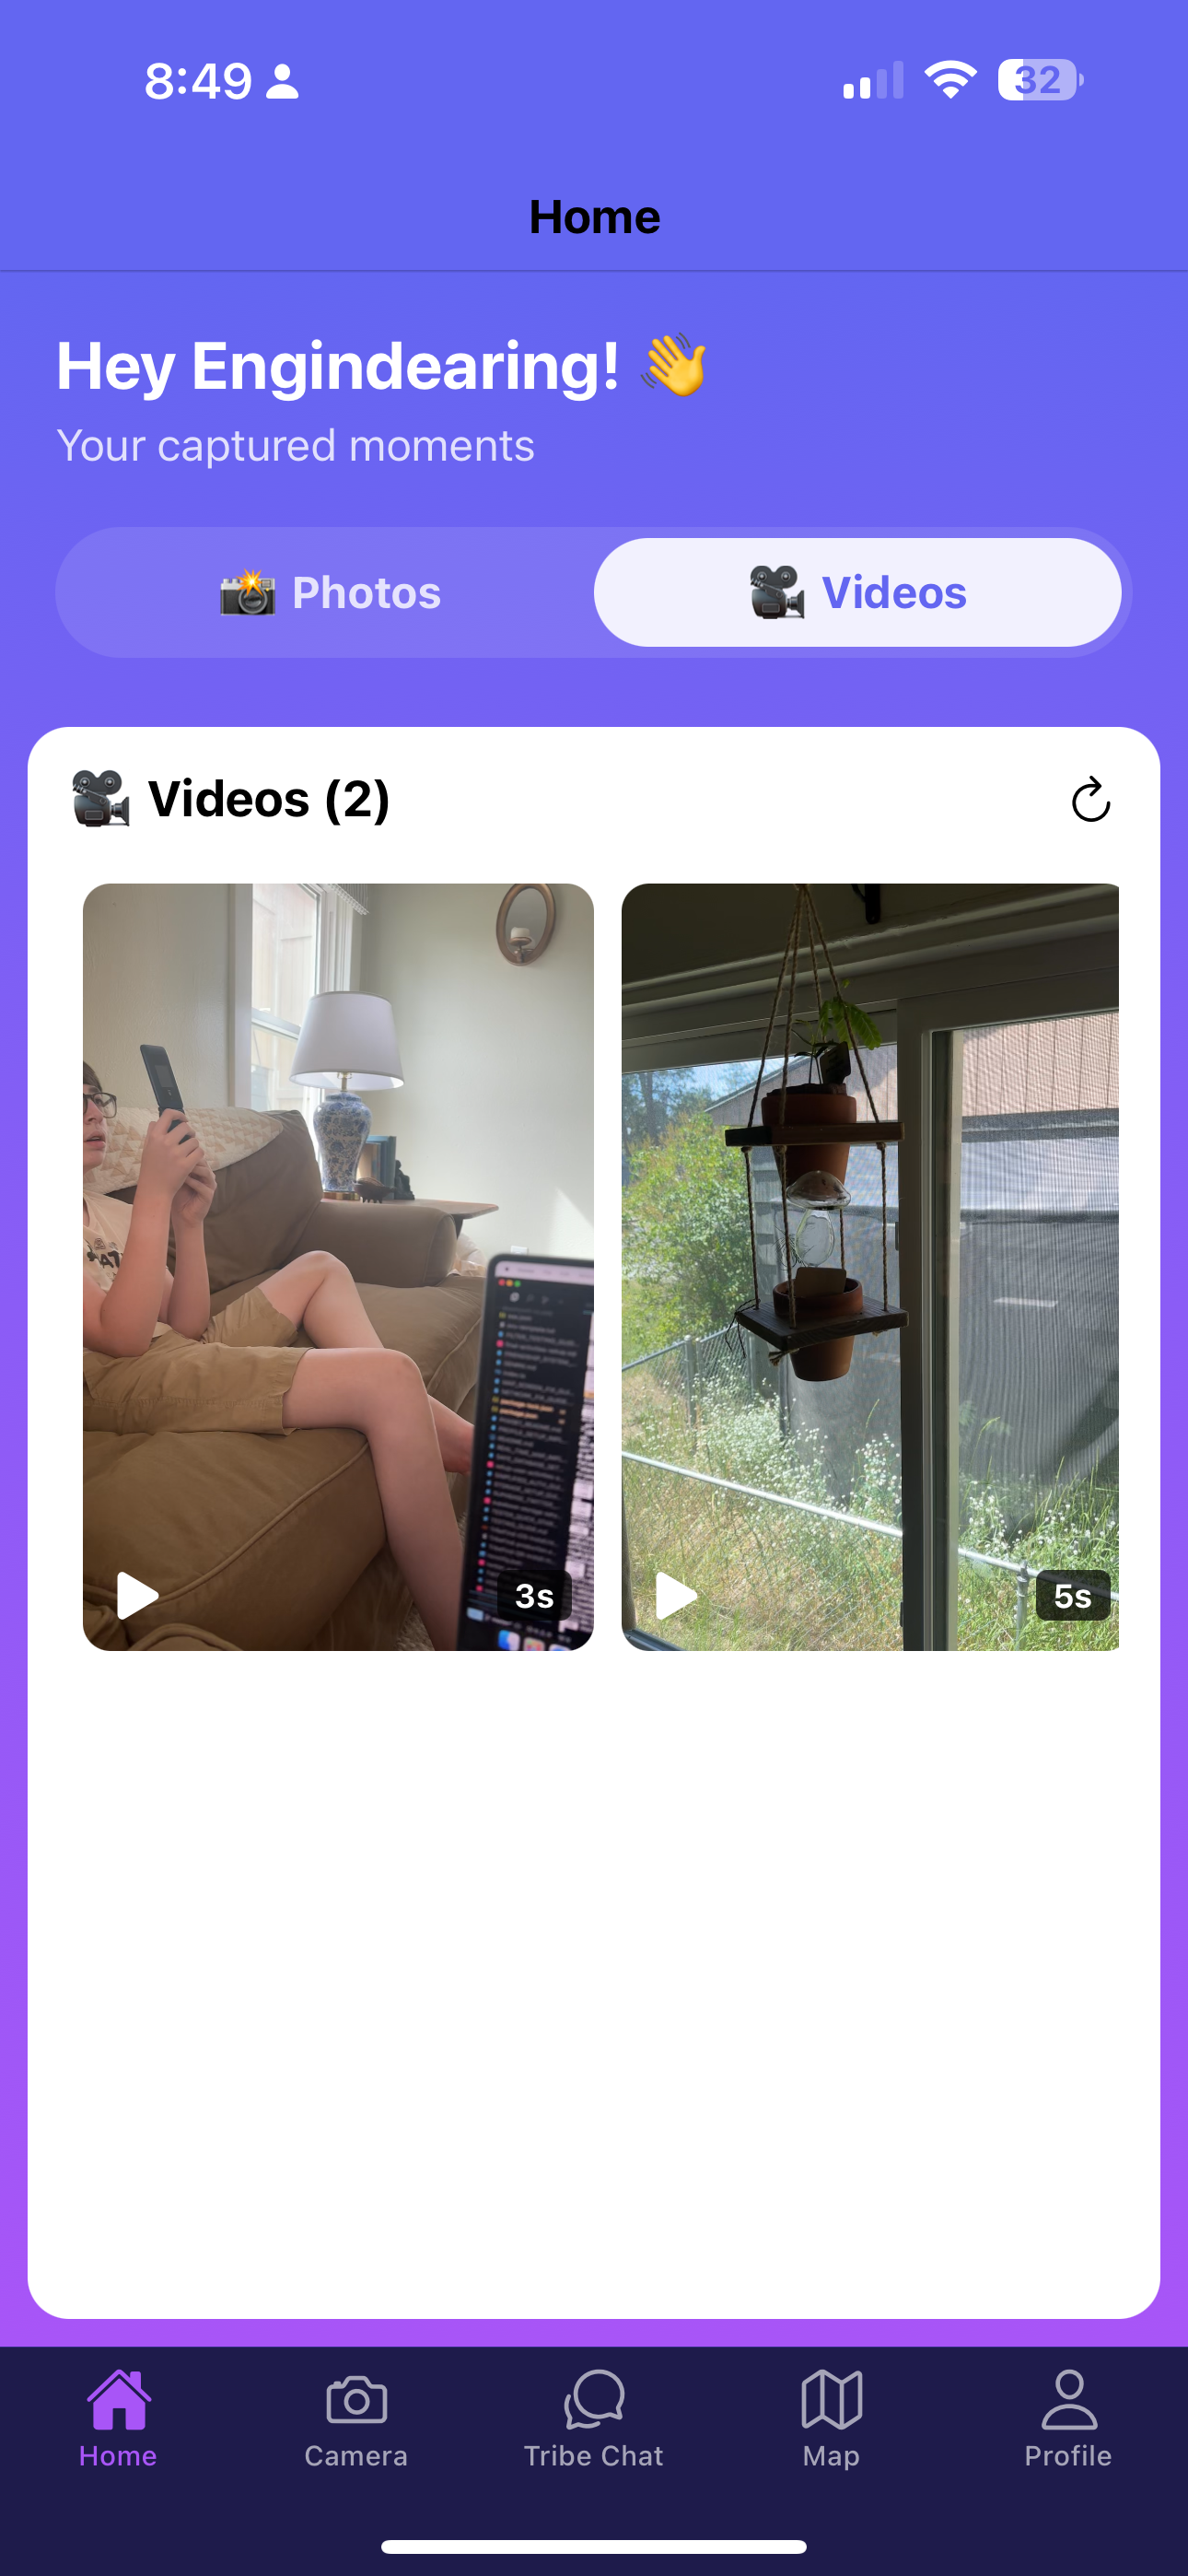 8:49
32
Home
Hey Engindearing! 👋
Your captured moments
📸 Photos
🎥 Videos
🎥 Videos (2)
3s
5s
Home
Camera
Tribe Chat
Map
Profile